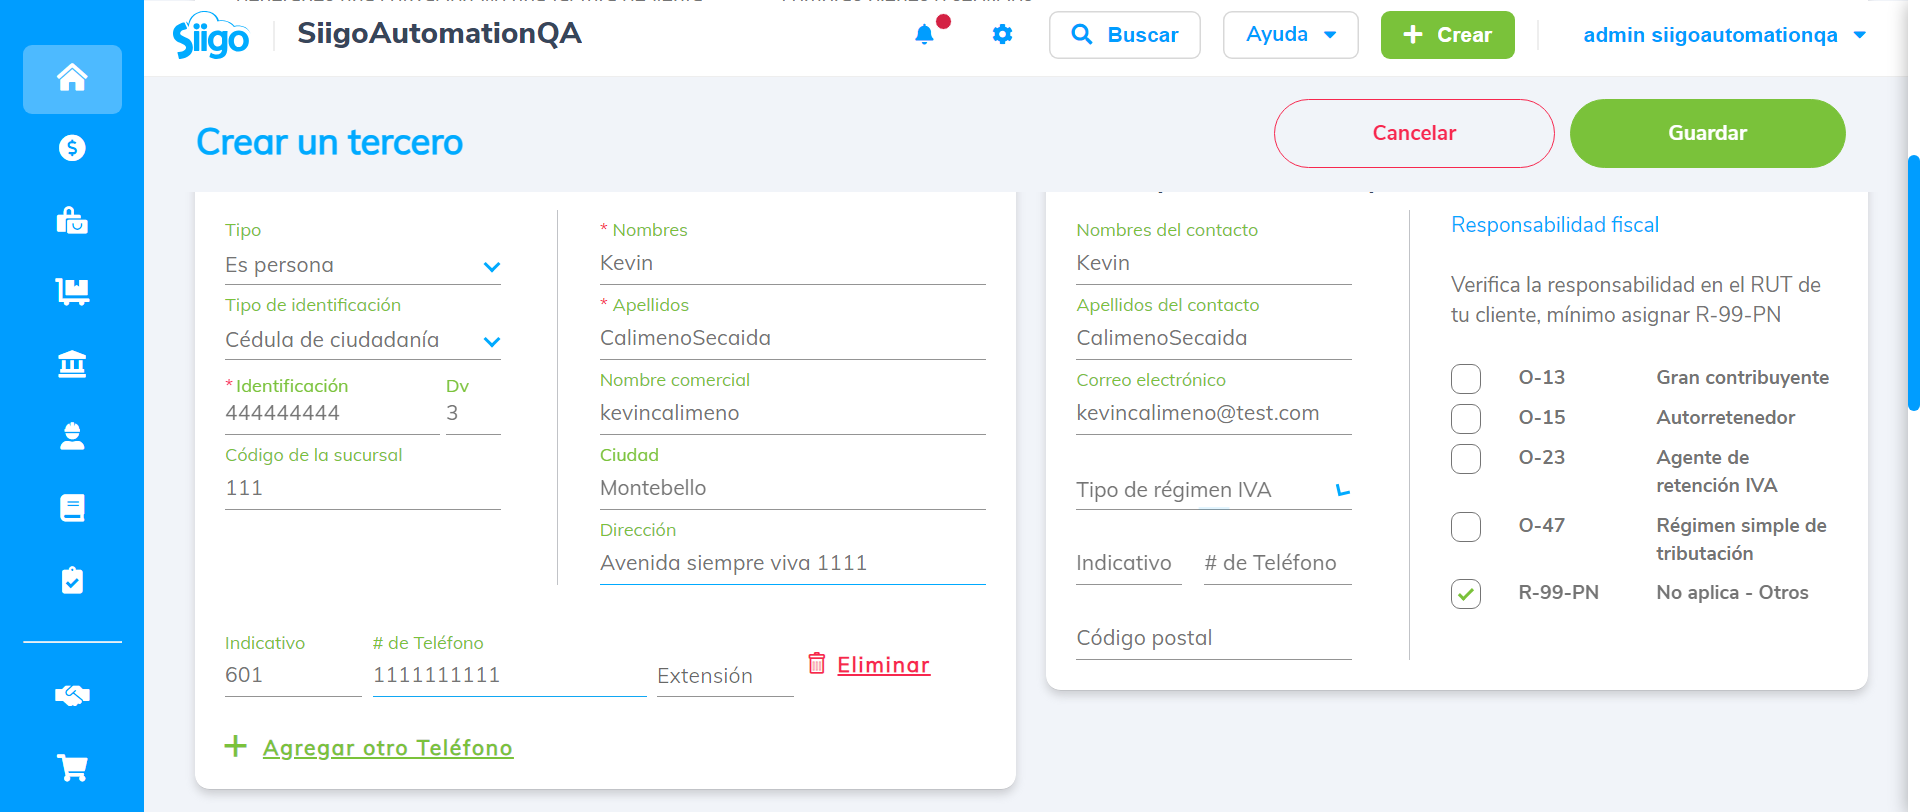 Siigo
SiigoAutomationQA
Buscar
Ayuda
Crear
admin siigoautomationqa
Crear un tercero
Cancelar
Guardar
Tipo
Es persona
Tipo de identificación
Cédula de ciudadanía
* Identificación
Dv
444444444
3
Código de la sucursal
111
* Nombres
Kevin
* Apellidos
CalimenoSecaida
Nombre comercial
kevincalimeno
Ciudad
Montebello
Dirección
Avenida siempre viva 1111
Indicativo
# de Teléfono
601
1111111111
Extensión
Eliminar
Agregar otro Teléfono
Nombres del contacto
Kevin
Apellidos del contacto
CalimenoSecaida
Correo electrónico
kevincalimeno@test.com
Tipo de régimen IVA
Indicativo
# de Teléfono
Código postal
Responsabilidad fiscal
Verifica la responsabilidad en el RUT de
tu cliente, mínimo asignar R-99-PN
O-13 Gran contribuyente
O-15 Autorretenedor
O-23 Agente de
retención IVA
O-47 Régimen simple de
tributación
R-99-PN No aplica - Otros